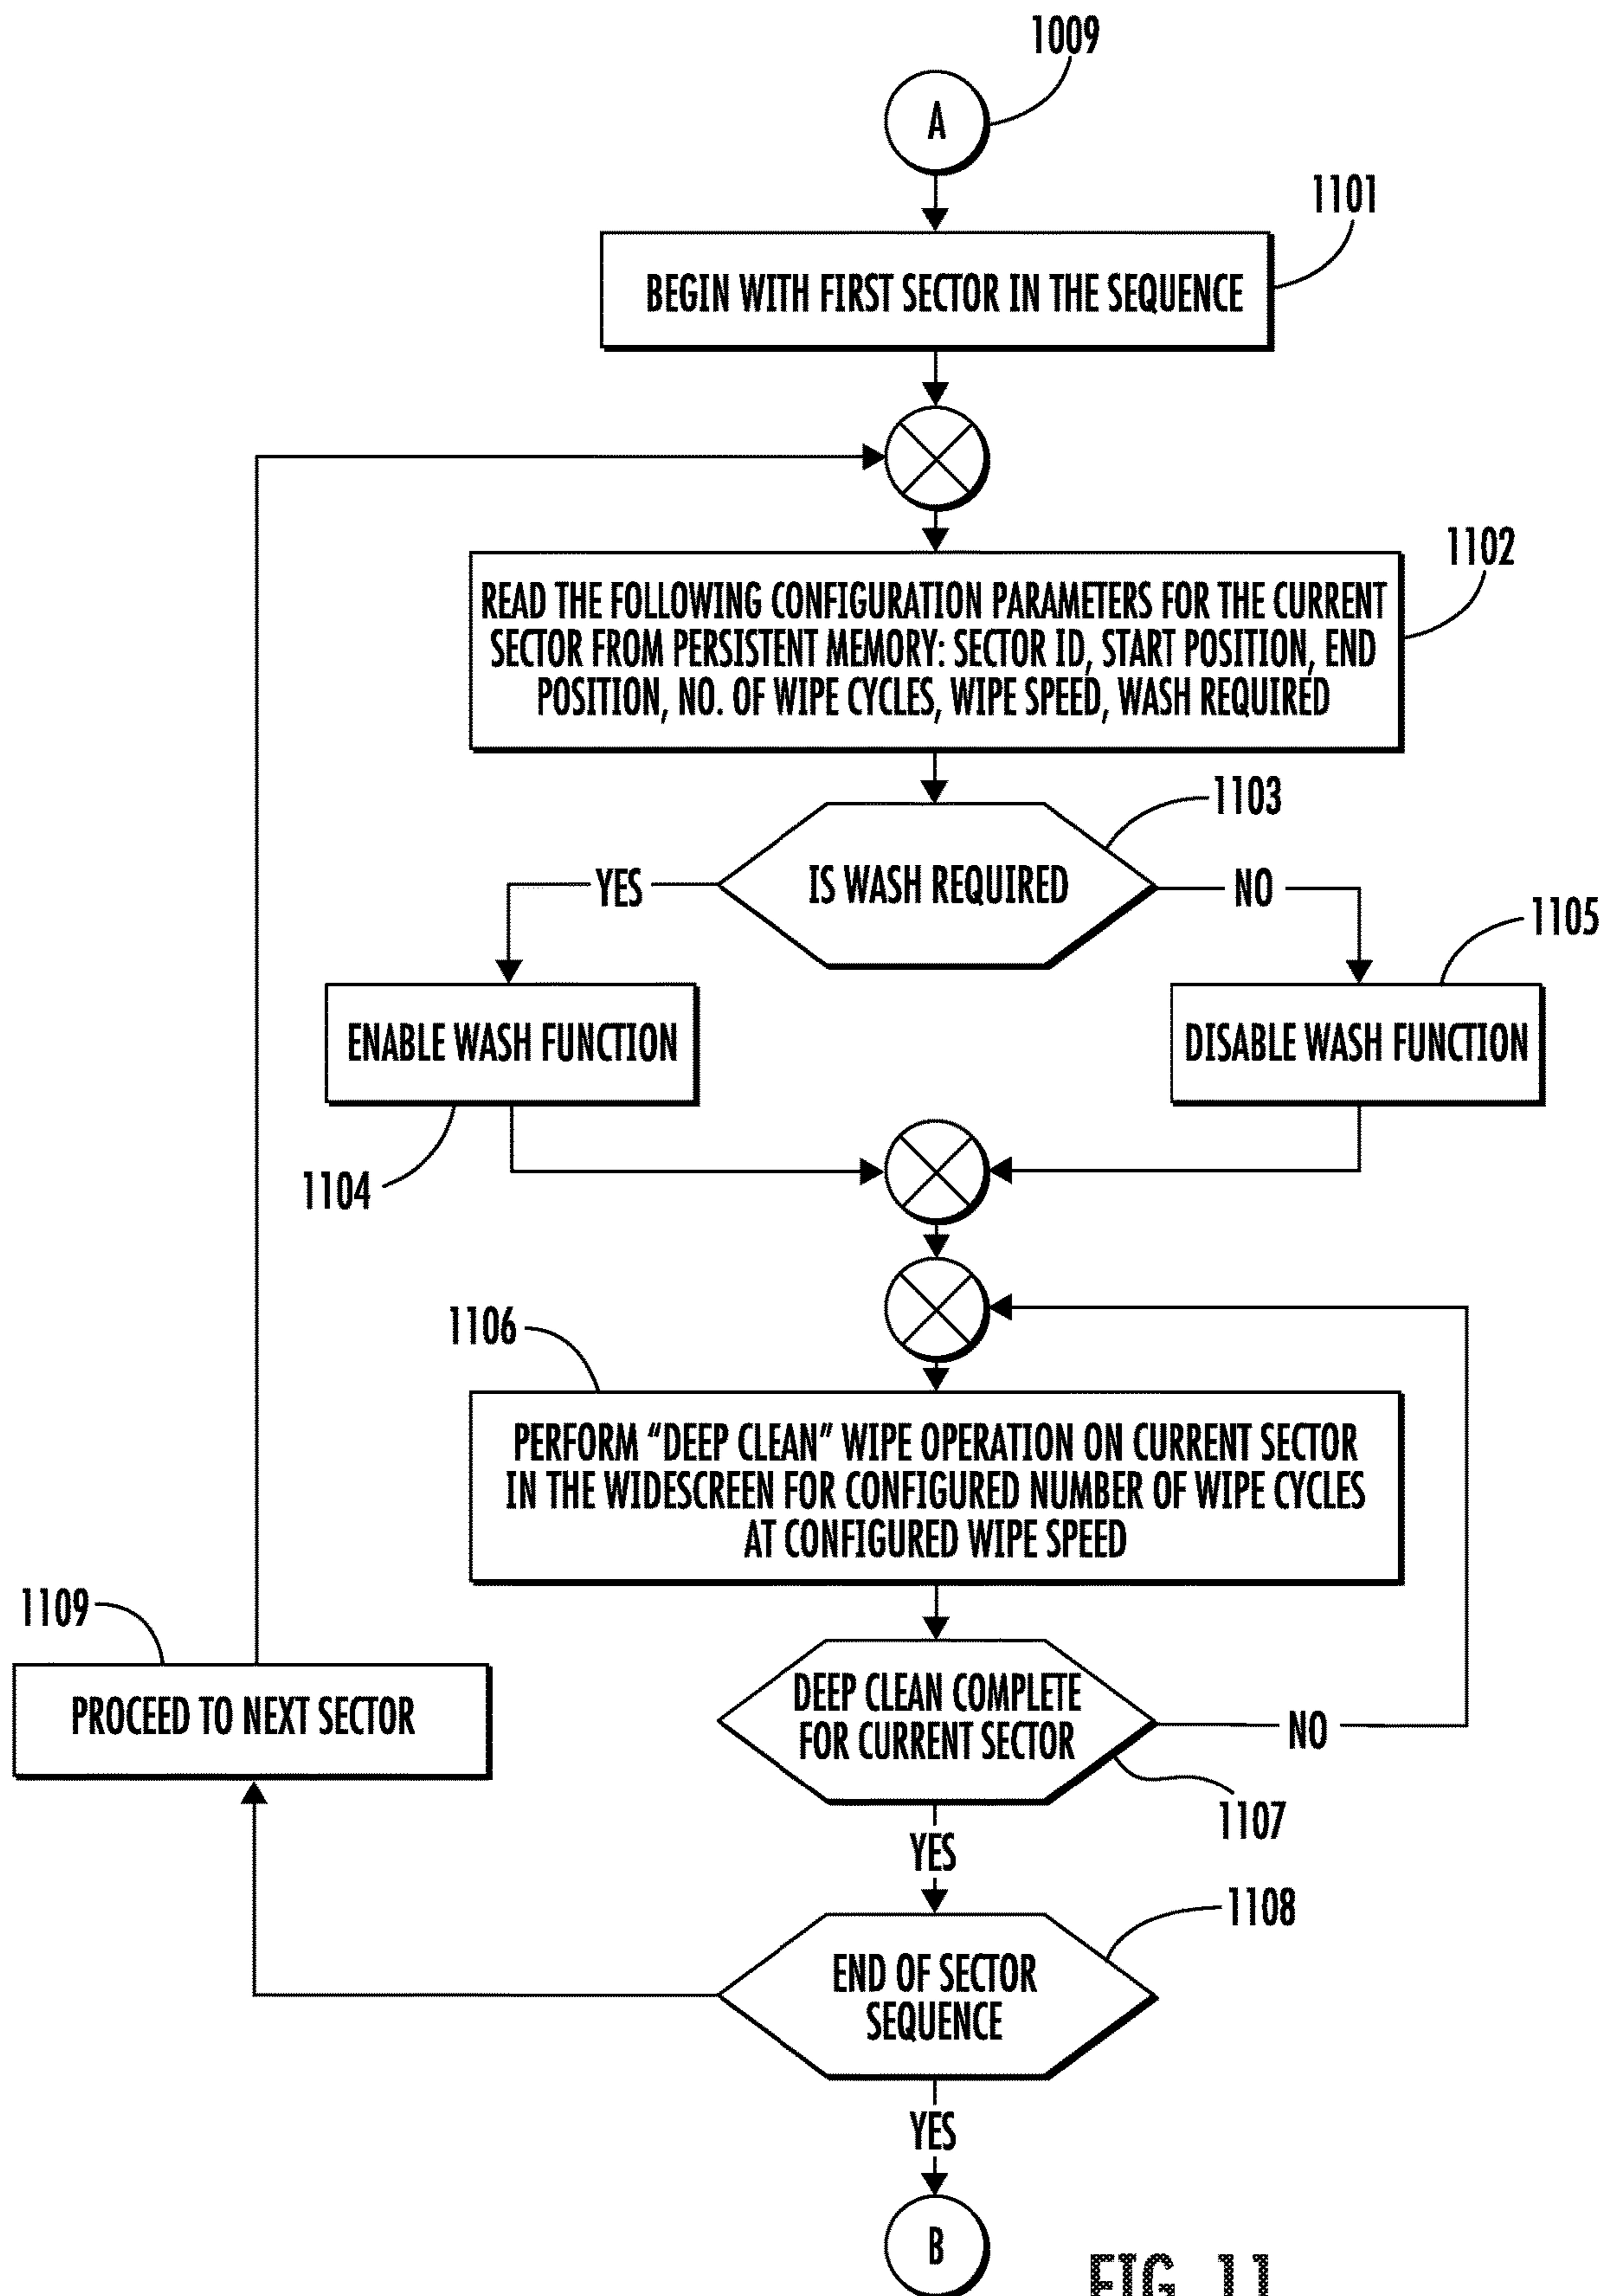 1009
A
1101
BEGIN WITH FIRST SECTOR IN THE SEQUENCE
1102
READ THE FOLLOWING CONFIGURATION PARAMETERS FOR THE CURRENT
SECTOR FROM PERSISTENT MEMORY: SECTOR ID, START POSITION, END
POSITION, NO. OF WIPE CYCLES, WIPE SPEED, WASH REQUIRED
1103
IS WASH REQUIRED
YES
NO
1105
ENABLE WASH FUNCTION
DISABLE WASH FUNCTION
1104
1106
PERFORM “DEEP CLEAN” WIPE OPERATION ON CURRENT SECTOR
IN THE WIDESCREEN FOR CONFIGURED NUMBER OF WIPE CYCLES
AT CONFIGURED WIPE SPEED
1109
PROCEED TO NEXT SECTOR
DEEP CLEAN COMPLETE
FOR CURRENT SECTOR
NO
1107
YES
1108
END OF SECTOR
SEQUENCE
YES
B
FIG. 11